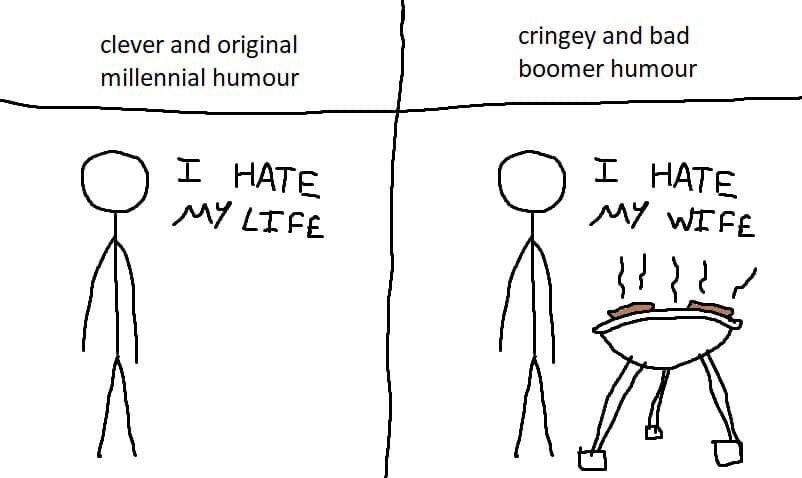 clever and original
millennial humour
cringey and bad
boomer humour
I HATE
MY LIFE
I HATE
MY WIFE